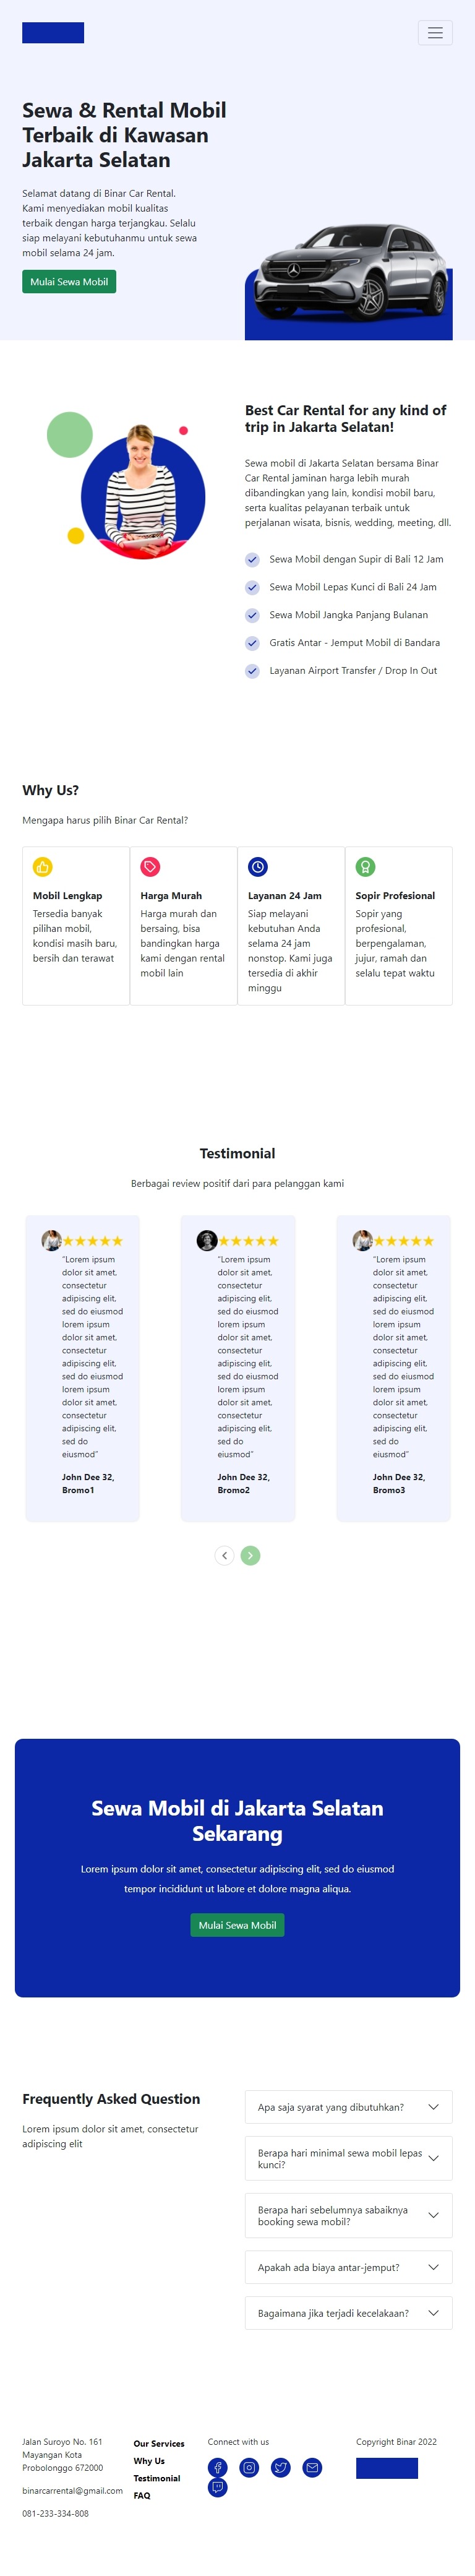 Sewa & Rental Mobil
Terbaik di Kawasan
Jakarta Selatan
Selamat datang di Binar Car Rental.
Kami menyediakan mobil kualitas
terbaik dengan harga terjangkau. Selalu
siap melayani kebutuhanmu untuk sewa
mobil selama 24 jam.
Mulai Sewa Mobil
Best Car Rental for any kind of
trip in Jakarta Selatan!
Sewa mobil di Jakarta Selatan bersama Binar
Car Rental jaminan harga lebih murah
dibandingkan yang lain, kondisi mobil baru,
serta kualitas pelayanan terbaik untuk
perjalanan wisata, bisnis, wedding, meeting, dll.
Sewa Mobil dengan Supir di Bali 12 Jam
Sewa Mobil Lepas Kunci di Bali 24 Jam
Sewa Mobil Jangka Panjang Bulanan
Gratis Antar - Jemput Mobil di Bandara
Layanan Airport Transfer / Drop In Out
Why Us?
Mengapa harus pilih Binar Car Rental?
Mobil Lengkap
Tersedia banyak
pilihan mobil,
kondisi masih baru,
bersih dan terawat
Harga Murah
Harga murah dan
bersaing, bisa
bandingkan harga
kami dengan rental
mobil lain
Layanan 24 Jam
Siap melayani
kebutuhan Anda
selama 24 jam
nonstop. Kami juga
tersedia di akhir
minggu
Sopir Profesional
Sopir yang
profesional,
berpengalaman,
jujur, ramah dan
selalu tepat waktu
Testimonial
Berbagai review positif dari para pelanggan kami
"Lorem ipsum
dolor sit amet,
consectetur
adipiscing elit,
sed do eiusmod
lorem ipsum
dolor sit amet,
consectetur
adipiscing elit,
sed do eiusmod
lorem ipsum
dolor sit amet,
consectetur
adipiscing elit,
sed do
eiusmod"
John Dee 32,
Bromo1
"Lorem ipsum
dolor sit amet,
consectetur
adipiscing elit,
sed do eiusmod
lorem ipsum
dolor sit amet,
consectetur
adipiscing elit,
sed do eiusmod
lorem ipsum
dolor sit amet,
consectetur
adipiscing elit,
sed do
eiusmod"
John Dee 32,
Bromo2
"Lorem ipsum
dolor sit amet,
consectetur
adipiscing elit,
sed do eiusmod
lorem ipsum
dolor sit amet,
consectetur
adipiscing elit,
sed do eiusmod
lorem ipsum
dolor sit amet,
consectetur
adipiscing elit,
sed do
eiusmod"
John Dee 32,
Bromo3
Sewa Mobil di Jakarta Selatan
Sekarang
Lorem ipsum dolor sit amet, consectetur adipiscing elit, sed do eiusmod
tempor incididunt ut labore et dolore magna aliqua.
Mulai Sewa Mobil
Frequently Asked Question
Lorem ipsum dolor sit amet, consectetur
adipiscing elit
Apa saja syarat yang dibutuhkan?
Berapa hari minimal sewa mobil lepas
kunci?
Berapa hari sebelumnya sabaiknya
booking sewa mobil?
Apakah ada biaya antar-jemput?
Bagaimana jika terjadi kecelakaan?
Jalan Suroyo No. 161
Mayangan Kota
Probolonggo 672000
binarcarrental@gmail.com
081-233-334-808
Our Services
Why Us
Testimonial
FAQ
Connect with us
Copyright Binar 2022